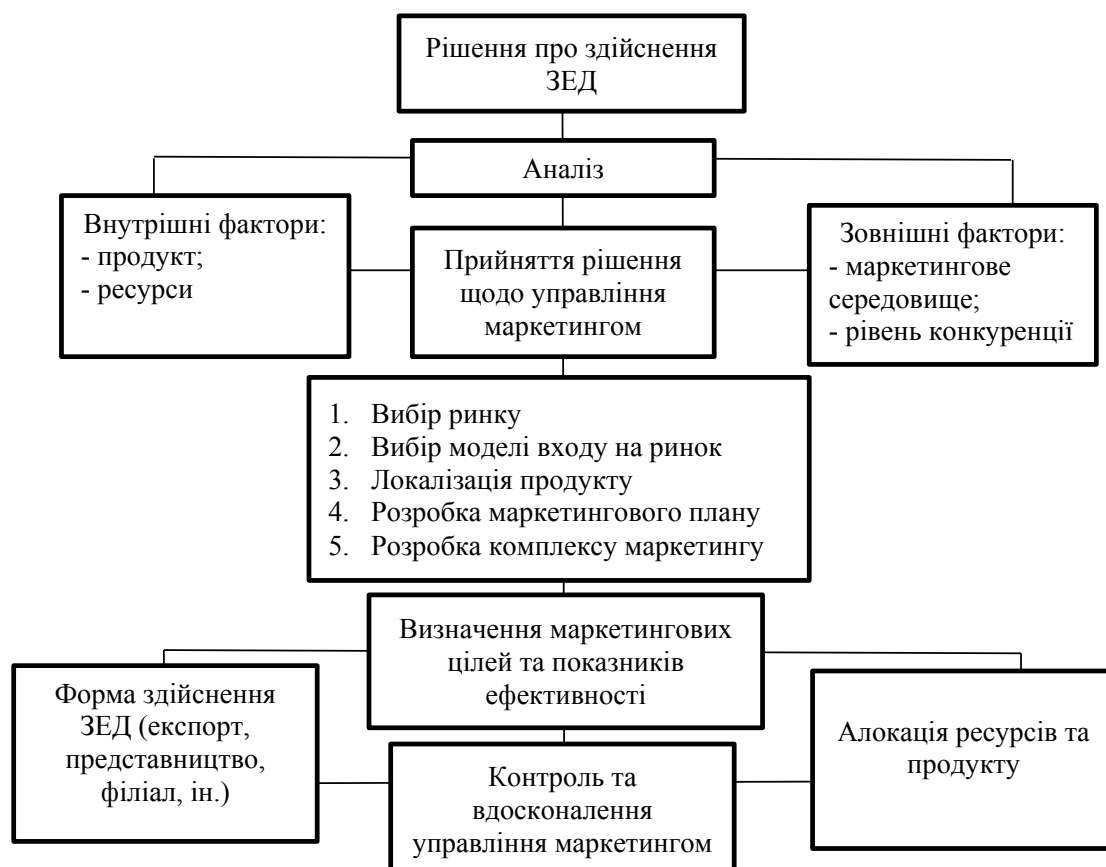 Рішення про здійснення
ЗЕД
Аналіз
Внутрішні фактори:
- продукт;
- ресурси
Прийняття рішення
щодо управління
маркетингом
Зовнішні фактори:
- маркетингове
середовище;
- рівень конкуренції
1. Вибір ринку
2. Вибір моделі входу на ринок
3. Локалізація продукту
4. Розробка маркетингового плану
5. Розробка комплексу маркетингу
Визначення маркетингових
цілей та показників
ефективності
Форма здійснення
ЗЕД (експорт,
представництво,
філіал, ін.)
Контроль та
вдосконалення
управління маркетингом
Алокація ресурсів та
продукту